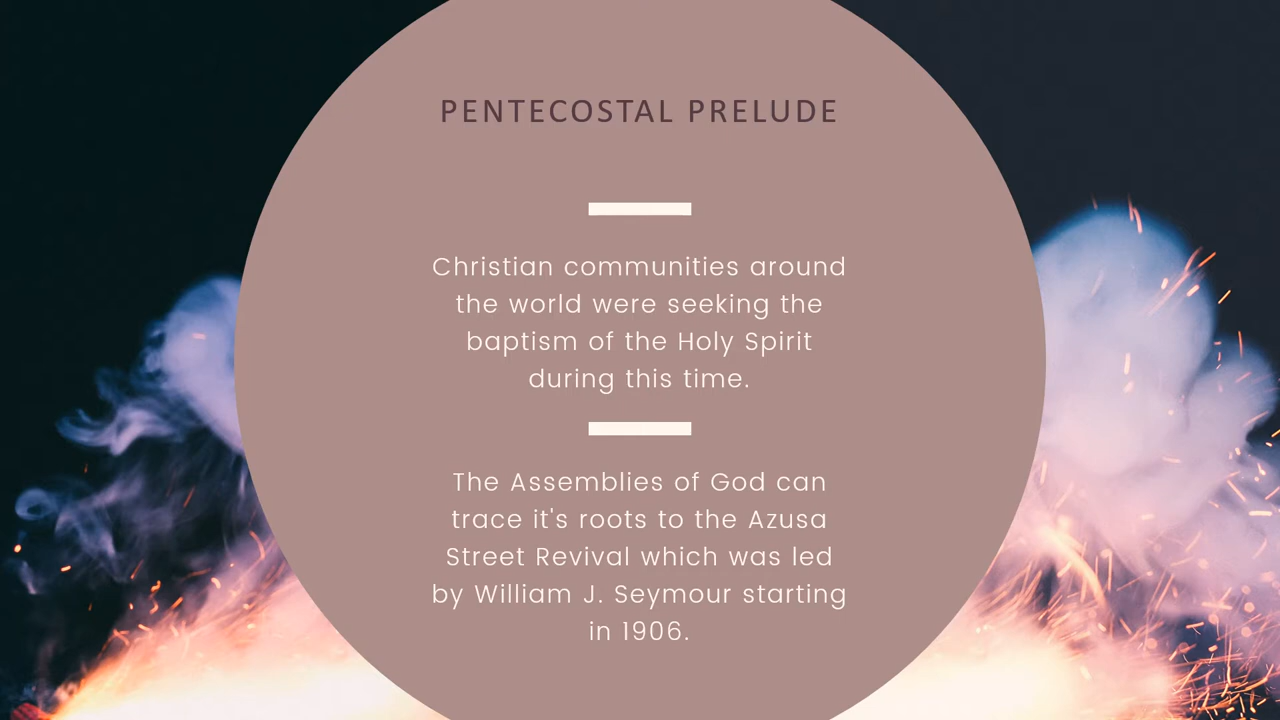 PENTECOSTAL PRELUDE
Christian communities around
the world were seeking the
baptism of the Holy Spirit
during this time.
The Assemblies of God can
trace it's roots to the Azusa
Street Revival which was led
by William J. Seymour starting
in 1906.